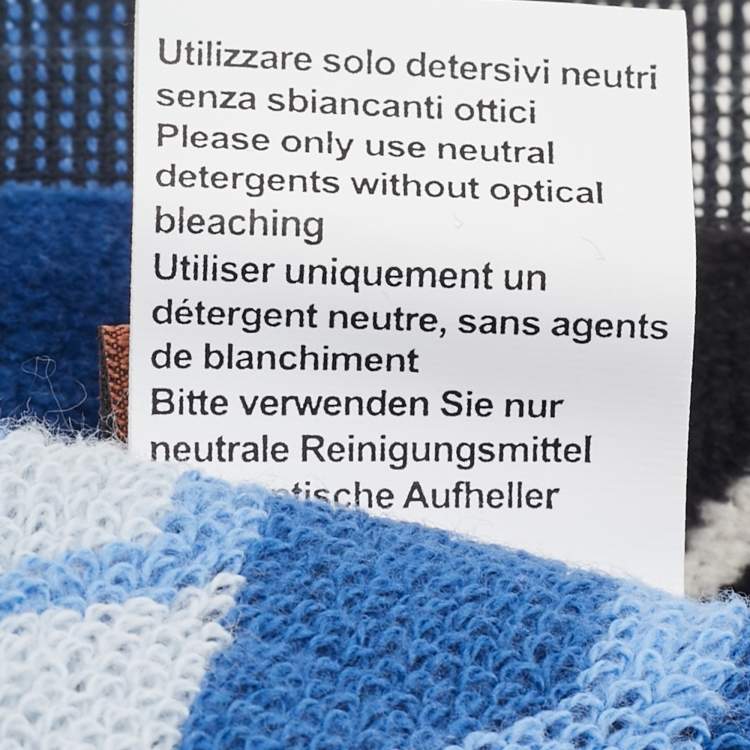 Utilizzare solo detersivi neutri
senza sbiancanti ottici
Please only use neutral
detergents without optical
bleaching
Utiliser uniquement un
détergent neutre, sans agents
de blanchiment
Bitte verwenden Sie nur
neutrale Reinigungsmittel
Aufheller